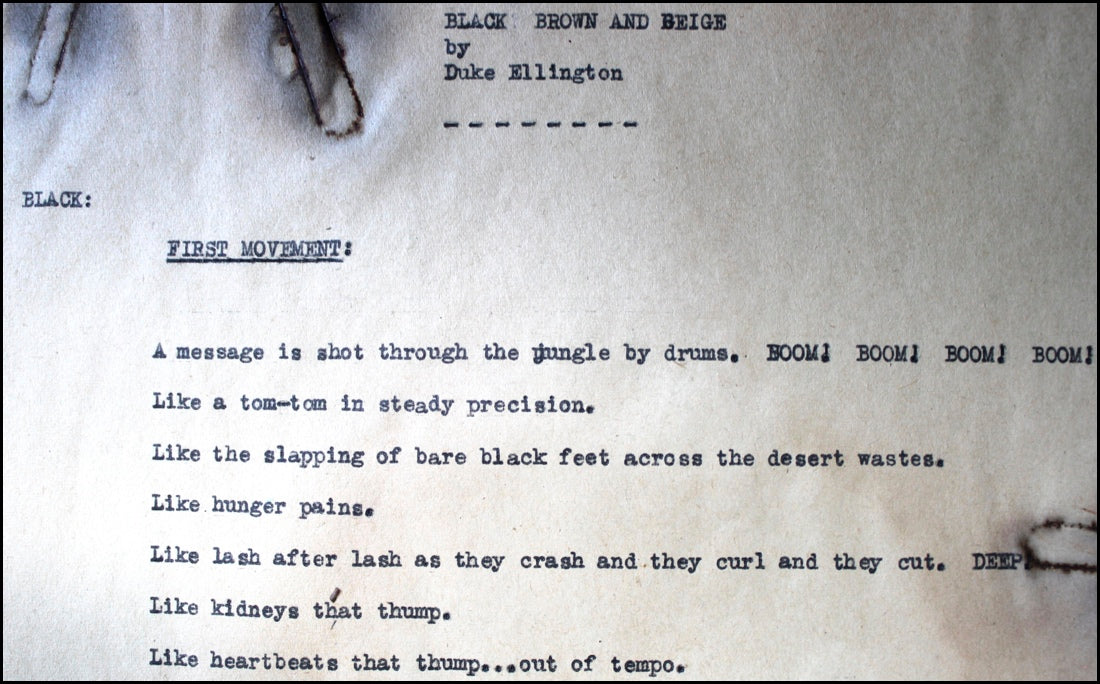 BLACK BROWN AND BEIGE
by
Duke Ellington
- - - - - - - -
BLACK:
FIRST MOVEMENT:
A message is shot through the jungle by drums. BOOM! BOOM! BOOM! BOOM!
Like a tom-tom in steady precision.
Like the slapping of bare black feet across the desert wastes.
Like hunger pains.
Like lash after lash as they crash and they curl and they cut. DEEP.
Like kidneys that thump.
Like heartbeats that thump...out of tempo.